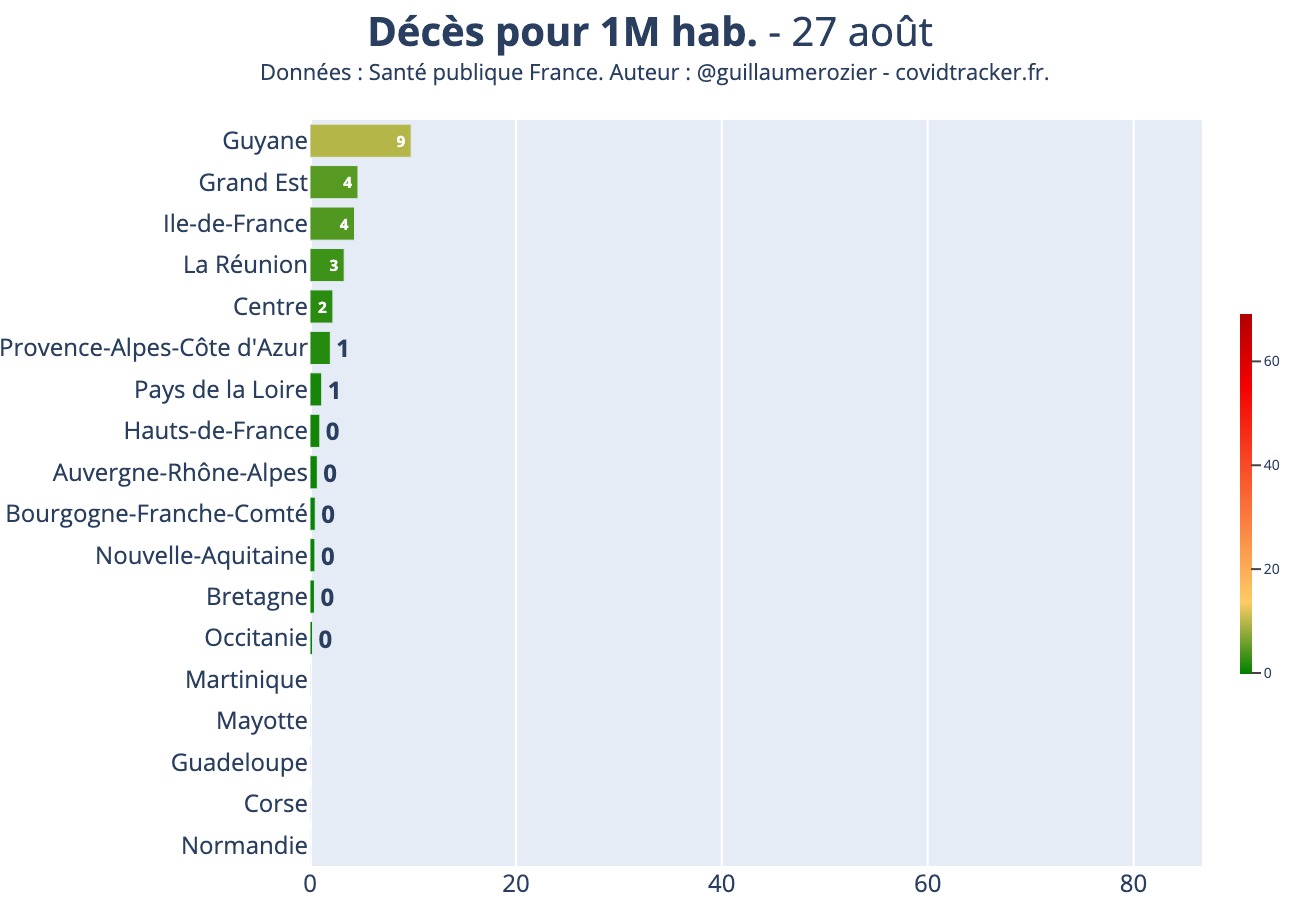 Décès pour 1M hab. - 27 août
Données : Santé publique France. Auteur : @guillaumerozier - covidtracker.fr.
Guyane 9
Grand Est 4
Ile-de-France 4
La Réunion 3
Centre 2
Provence-Alpes-Côte d'Azur 1
Pays de la Loire 1
Hauts-de-France 0
Auvergne-Rhône-Alpes 0
Bourgogne-Franche-Comté 0
Nouvelle-Aquitaine 0
Bretagne 0
Occitanie 0
Martinique
Mayotte
Guadeloupe
Corse
Normandie
0 20 40 60 80
60
40
20
0